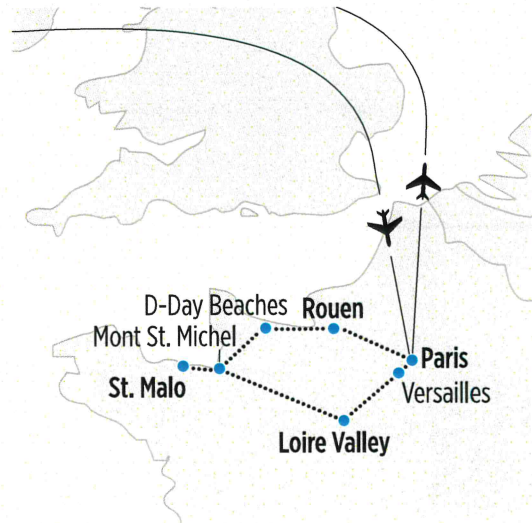 D-Day Beaches
Rouen
Mont St. Michel
St. Malo
Paris
Versailles
Loire Valley